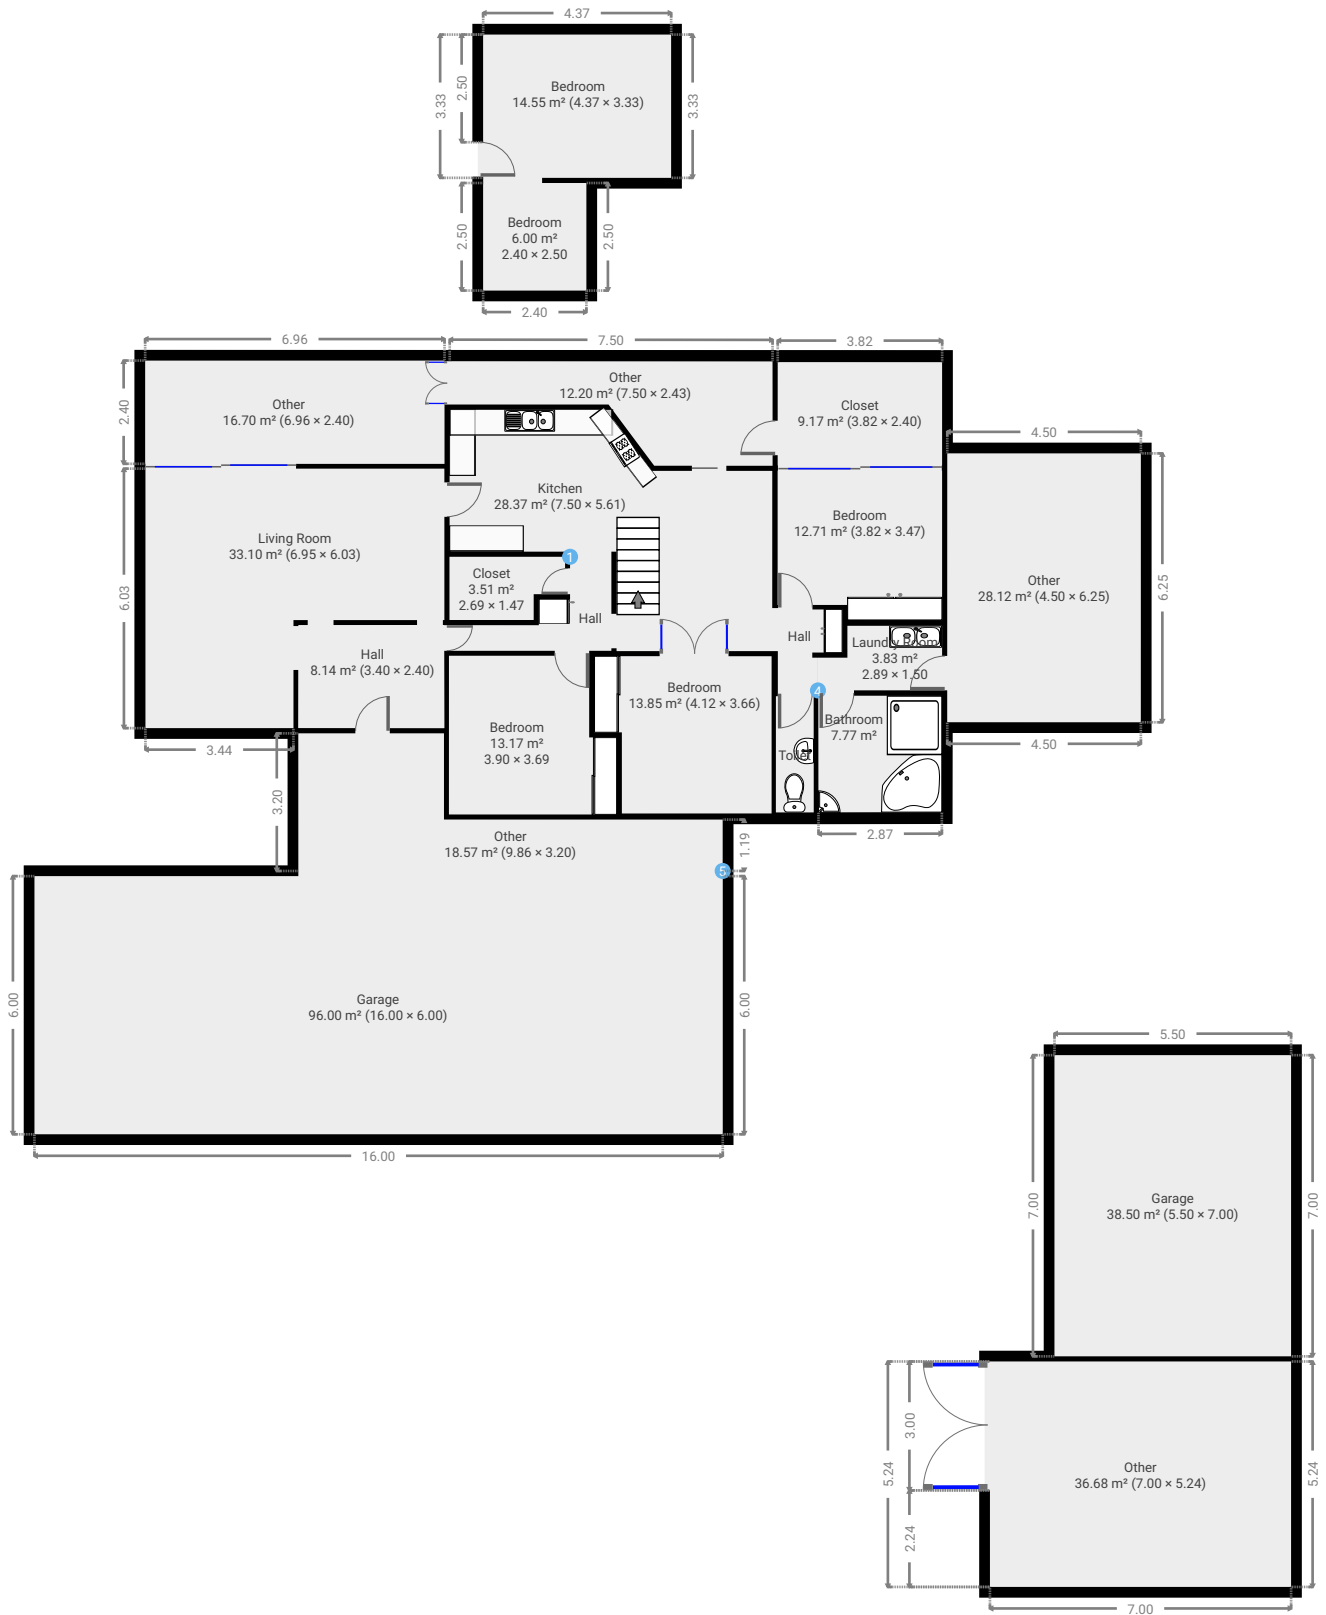 4.37
3.33
2.50
3.33
Bedroom
14.55 m² (4.37 × 3.33)
2.50
2.50
Bedroom
6.00 m²
2.40 × 2.50
2.40
6.96
7.50
3.82
2.40
Other
16.70 m² (6.96 × 2.40)
Other
12.20 m² (7.50 × 2.43)
Closet
9.17 m² (3.82 × 2.40)
4.50
Kitchen
28.37 m² (7.50 × 5.61)
Bedroom
12.71 m² (3.82 × 3.47)
Living Room
33.10 m² (6.95 × 6.03)
6.03
1
Closet
3.51 m²
2.69 × 1.47
Other
28.12 m² (4.50 × 6.25)
6.25
Hall
Hall
Laundry Room
3.83 m²
2.89 × 1.50
Hall
8.14 m² (3.40 × 2.40)
4
Bedroom
13.85 m² (4.12 × 3.66)
Bedroom
13.17 m²
3.90 × 3.69
Bathroom
7.77 m²
Toilet
3.44
4.50
3.20
2.87
1.19
Other
18.57 m² (9.86 × 3.20)
5
6.00
6.00
Garage
96.00 m² (16.00 × 6.00)
16.00
5.50
7.00
7.00
Garage
38.50 m² (5.50 × 7.00)
5.24
3.00
2.24
5.24
Other
36.68 m² (7.00 × 5.24)
7.00